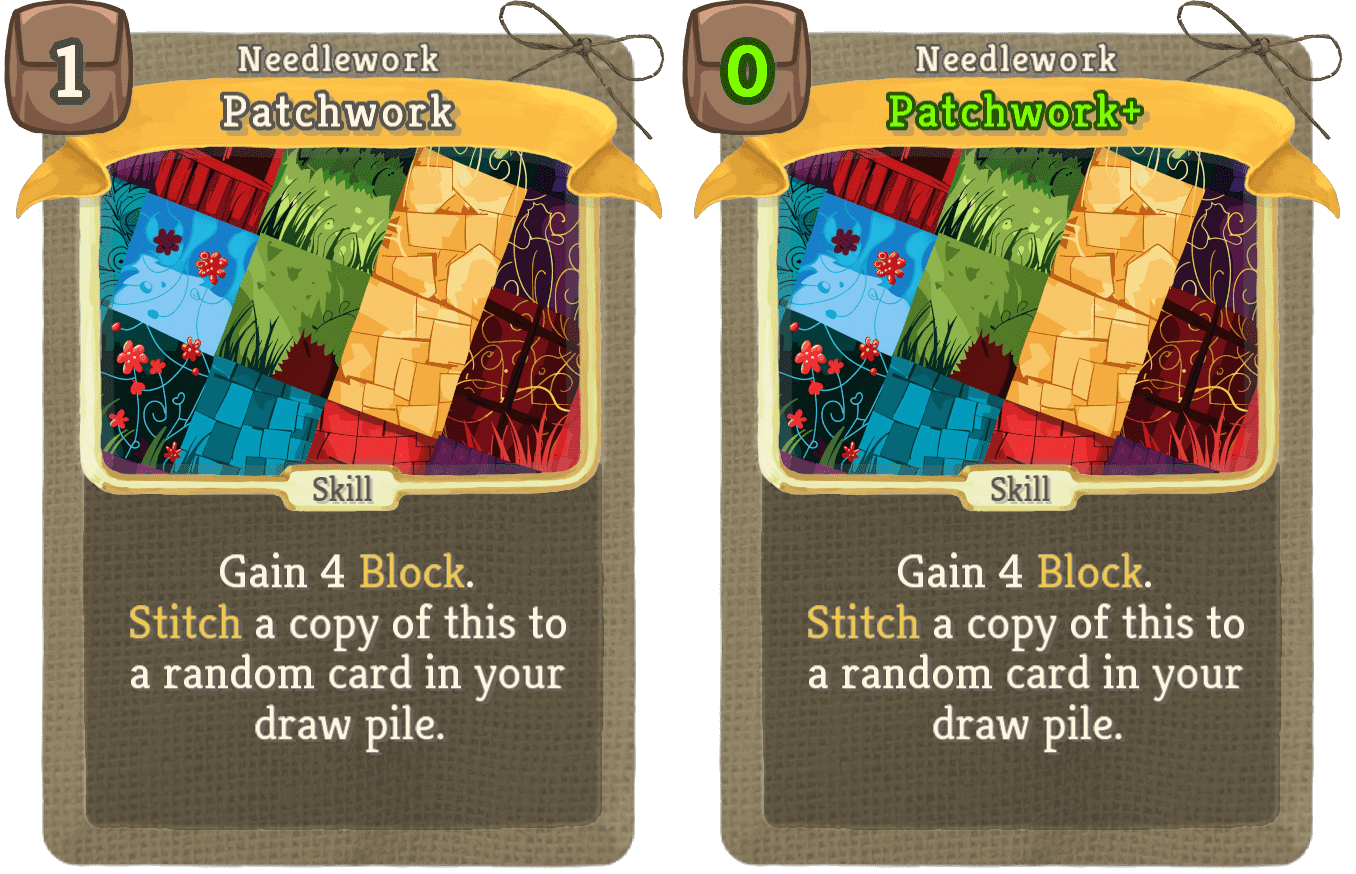 1
Needlework
Patchwork
Skill
Gain 4 Block.
Stitch a copy of this to
a random card in your
draw pile.
0
Needlework
Patchwork+
Skill
Gain 4 Block.
Stitch a copy of this to
a random card in your
draw pile.